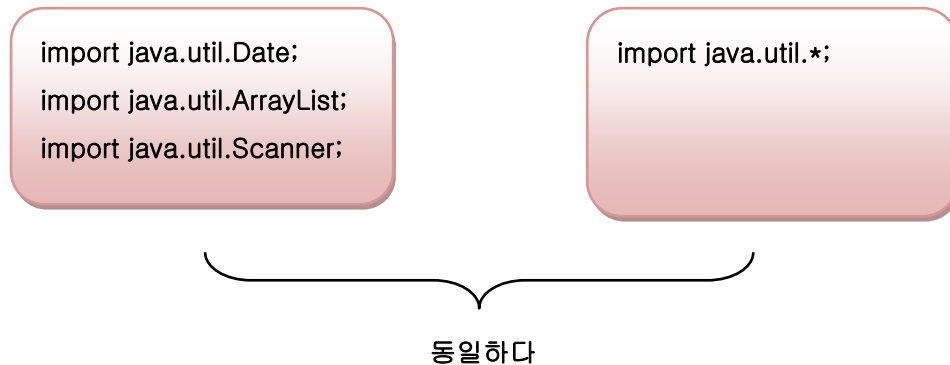 import java.util.Date;
import java.util.ArrayList;
import java.util.Scanner;
import java.util.*;
동일하다